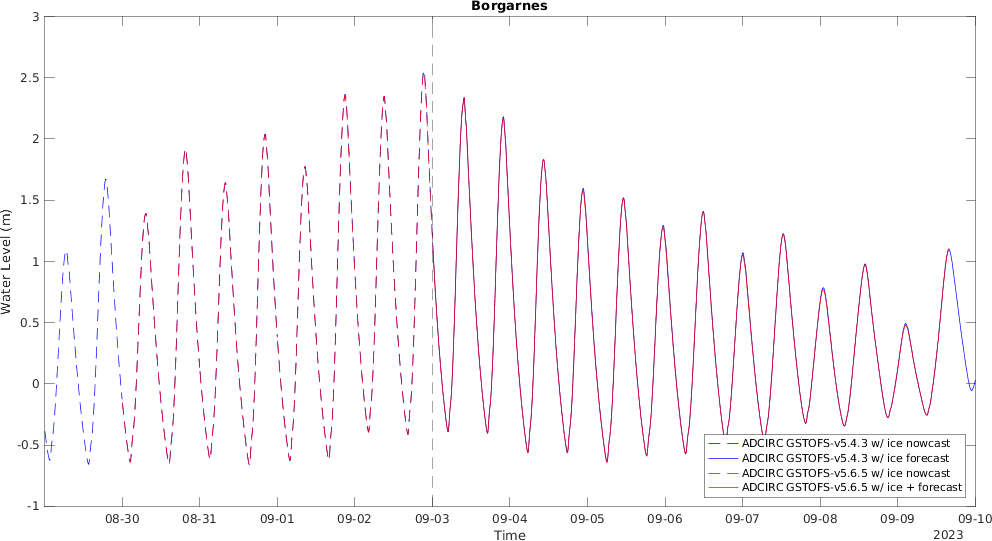 Borgarnes
3
2.5
2
1.5
1
0.5
0
-0.5
-1
Water Level (m)
08-30 08-31 09-01 09-02 09-03 09-04 09-05 09-06 09-07 09-08 09-09 09-10
Time
2023
ADCIRC GSTOFS-v5.4.3 w/ ice nowcast
ADCIRC GSTOFS-v5.4.3 w/ ice forecast
ADCIRC GSTOFS-v5.6.5 w/ ice nowcast
ADCIRC GSTOFS-v5.6.5 w/ ice + forecast